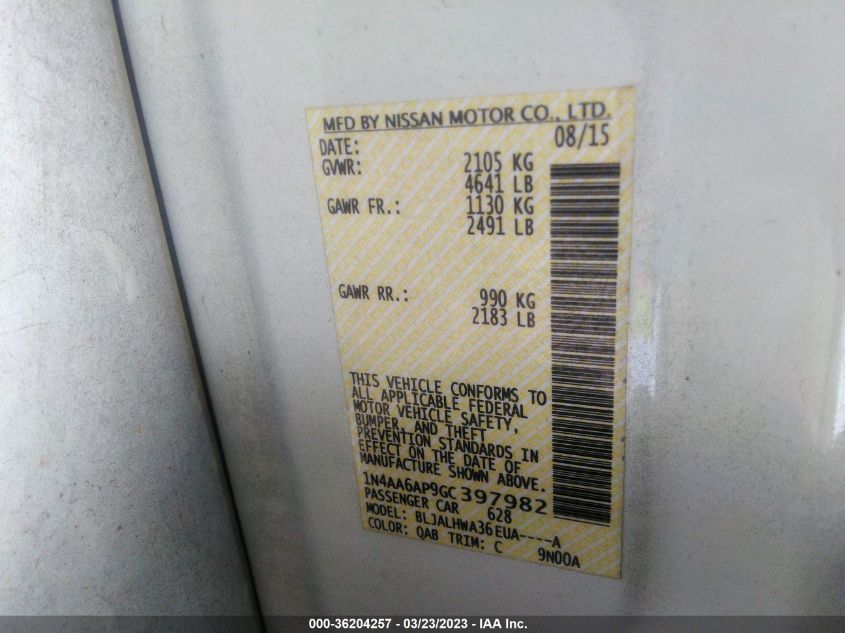 MFD BY NISSAN MOTOR CO., LTD.
DATE: 08/15
GVWR: 2105 KG
4641 LB
GAWR FR.: 1130 KG
2491 LB
GAWR RR.: 990 KG
2183 LB
THIS VEHICLE CONFORMS TO
ALL APPLICABLE FEDERAL
MOTOR VEHICLE SAFETY,
BUMPER, AND THEFT
PREVENTION STANDARDS IN
EFFECT ON THE DATE OF
MANUFACTURE SHOWN ABOVE.
1N4AA6AP9GC397982
PASSENGER CAR 628
MODEL: BLJALHWA36EUA----A
COLOR: QAB TRIM: C 9N00A
000-36204257 - 03/23/2023 - IAA Inc.